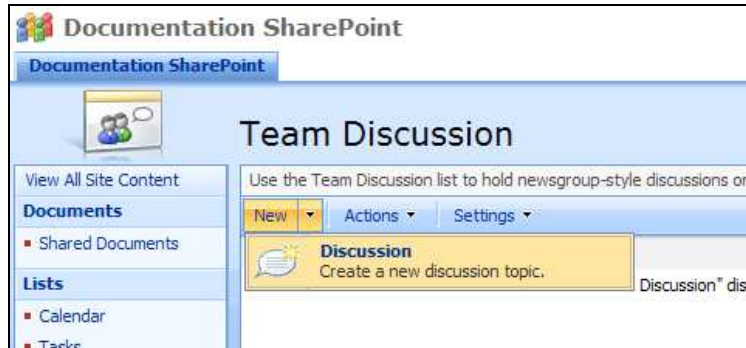 Documentation SharePoint
Documentation SharePoint
Team Discussion
View All Site Content
Use the Team Discussion list to hold newsgroup-style discussions
Documents
New Actions Settings
Shared Documents
Discussion
Create a new discussion topic.
Lists
Discussion" dis
Calendar
Tasks